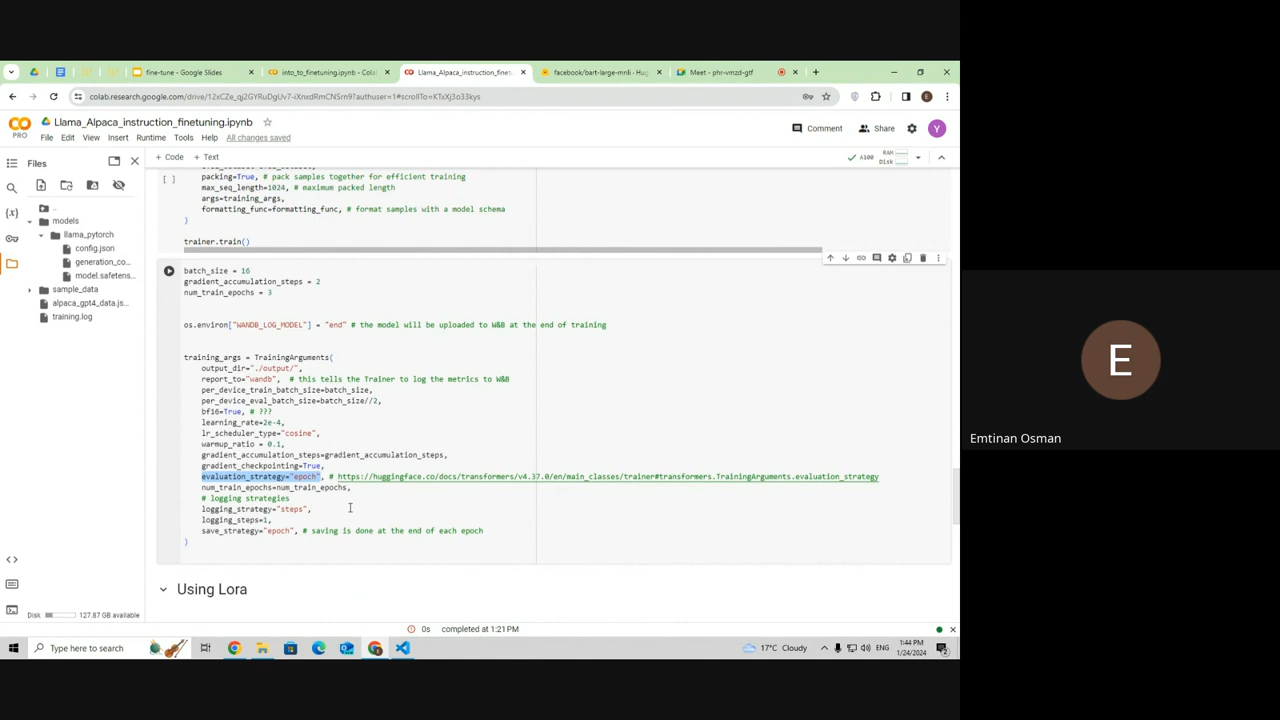 fine-tune - Google Slides
into_to_finetuning.ipynb - Colab
Llama_Alpaca_instruction_finet
facebook/bart-large-mnli · Hug
Meet - phr-vmzd-gtf
colab.research.google.com/drive/12xCZe_qj2GYRuDgUv7-iXnxdRmCNSrn9?authuser=1#scrollTo=KTxXj3o33kys
Llama_Alpaca_instruction_finetuning.ipynb
PRO
File Edit View Insert Runtime Tools Help All changes saved
Comment
Share
Y
E
Files
+ Code + Text
RAM
Disk
A100
..
models
llama_pytorch
config.json
generation_co...
model.safetens...
sample_data
alpaca_gpt4_data.js...
training.log
Disk 127.87 GB available
[ ]
packing=True, # pack samples together for efficient training
max_seq_length=1024, # maximum packed length
args=training_args,
formatting_func=formatting_func, # format samples with a model schema
)
trainer.train()
batch_size = 16
gradient_accumulation_steps = 2
num_train_epochs = 3
os.environ["WANDB_LOG_MODEL"] = "end" # the model will be uploaded to W&B at the end of training
training_args = TrainingArguments(
output_dir="./output/",
report_to="wandb", # this tells the Trainer to log the metrics to W&B
per_device_train_batch_size=batch_size,
per_device_eval_batch_size=batch_size//2,
bf16=True, # ???
learning_rate=2e-4,
lr_scheduler_type="cosine",
warmup_ratio = 0.1,
gradient_accumulation_steps=gradient_accumulation_steps,
gradient_checkpointing=True,
evaluation_strategy="epoch", # https://huggingface.co/docs/transformers/v4.37.0/en/main_classes/trainer#transformers.TrainingArguments.evaluation_strategy
num_train_epochs=num_train_epochs,
# logging strategies
logging_strategy="steps",
logging_steps=1,
save_strategy="epoch", # saving is done at the end of each epoch
)
Using Lora
0s completed at 1:21 PM
Type here to search
17°C Cloudy
ENG
1:44 PM
1/24/2024
E
Emtinan Osman